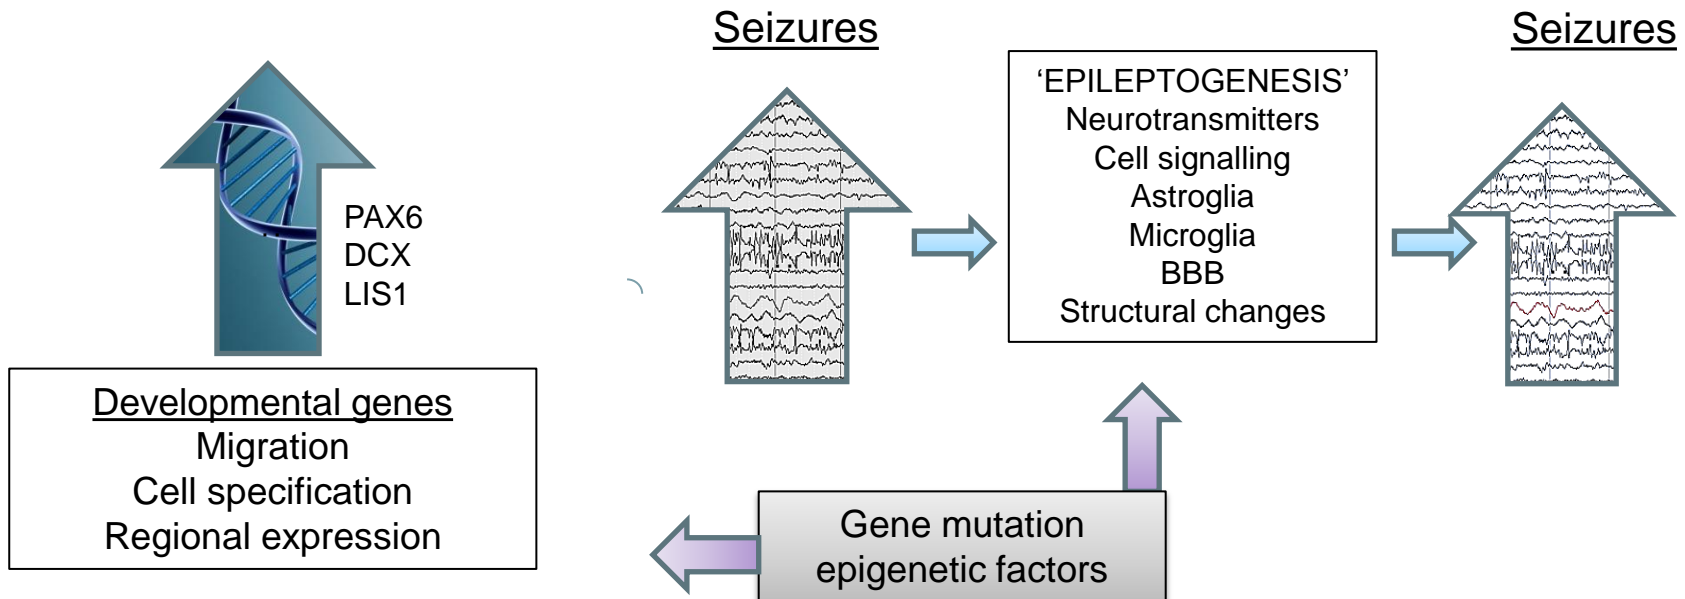 Seizures
Seizures
‘EPILEPTOGENESIS’
Neurotransmitters
Cell signalling
Astroglia
Microglia
BBB
Structural changes
PAX6
DCX
LIS1
Developmental genes
Migration
Cell specification
Regional expression
Gene mutation
epigenetic factors